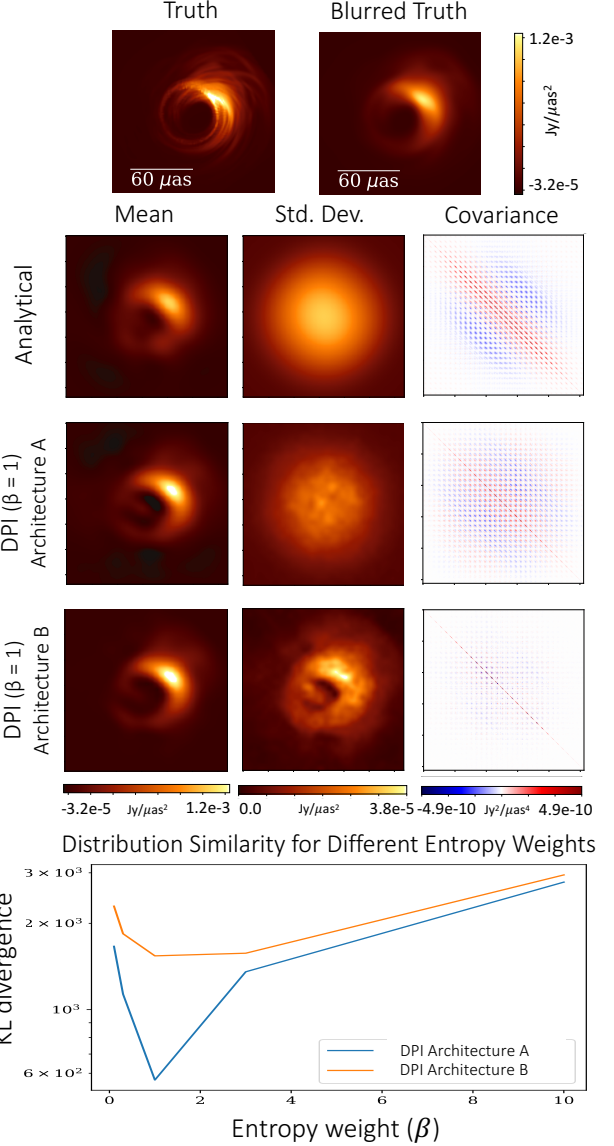 Truth
Blurred Truth
1.2e-3
Jy/μas²
-3.2e-5
60 μas
60 μas
Mean
Std. Dev.
Covariance
Analytical
DPI (β = 1)
Architecture A
DPI (β = 1)
Architecture B
-3.2e-5 Jy/μas² 1.2e-3
0.0 Jy/μas² 3.8e-5
-4.9e-10 Jy²/μas⁴ 4.9e-10
Distribution Similarity for Different Entropy Weights
KL divergence
3 × 10³
2 × 10³
10³
6 × 10²
DPI Architecture A
DPI Architecture B
0 2 4 6 8 10
Entropy weight (β)